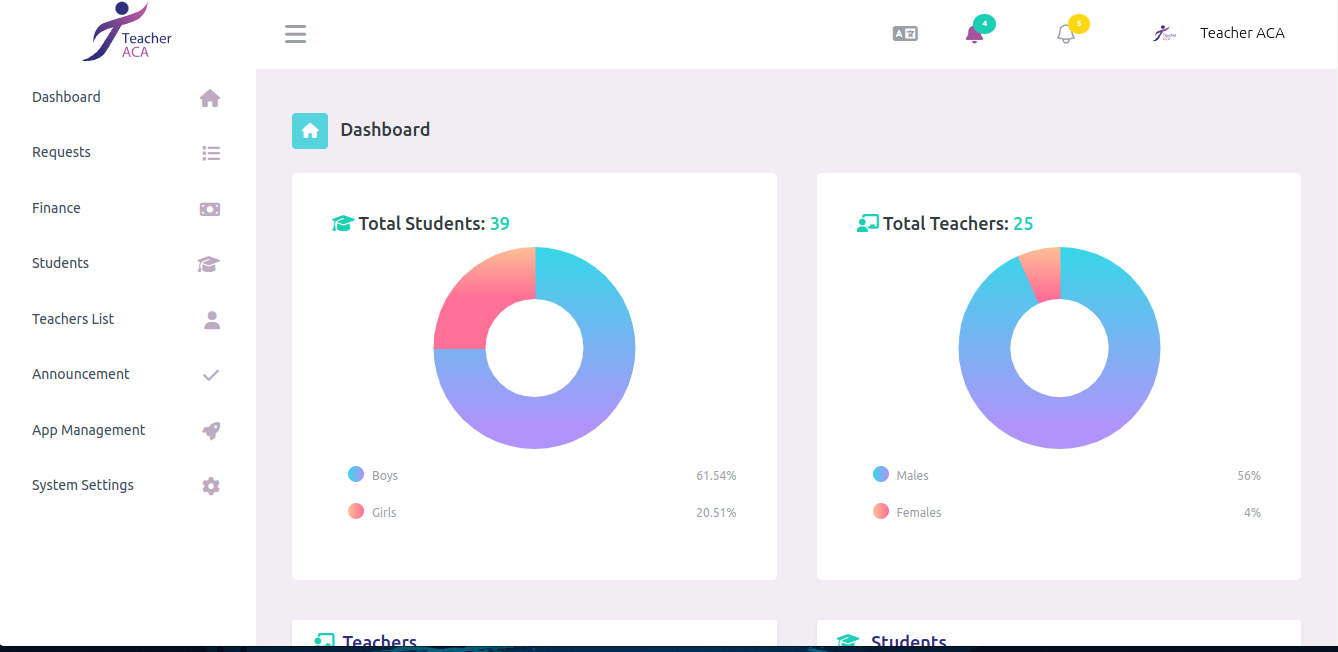 Teacher
ACA
4
5
Teacher ACA
Dashboard
Requests
Finance
Students
Teachers List
Announcement
App Management
System Settings
Dashboard
Total Students: 39
Boys 61.54%
Girls 20.51%
Total Teachers: 25
Males 56%
Females 4%
Teachers
Students